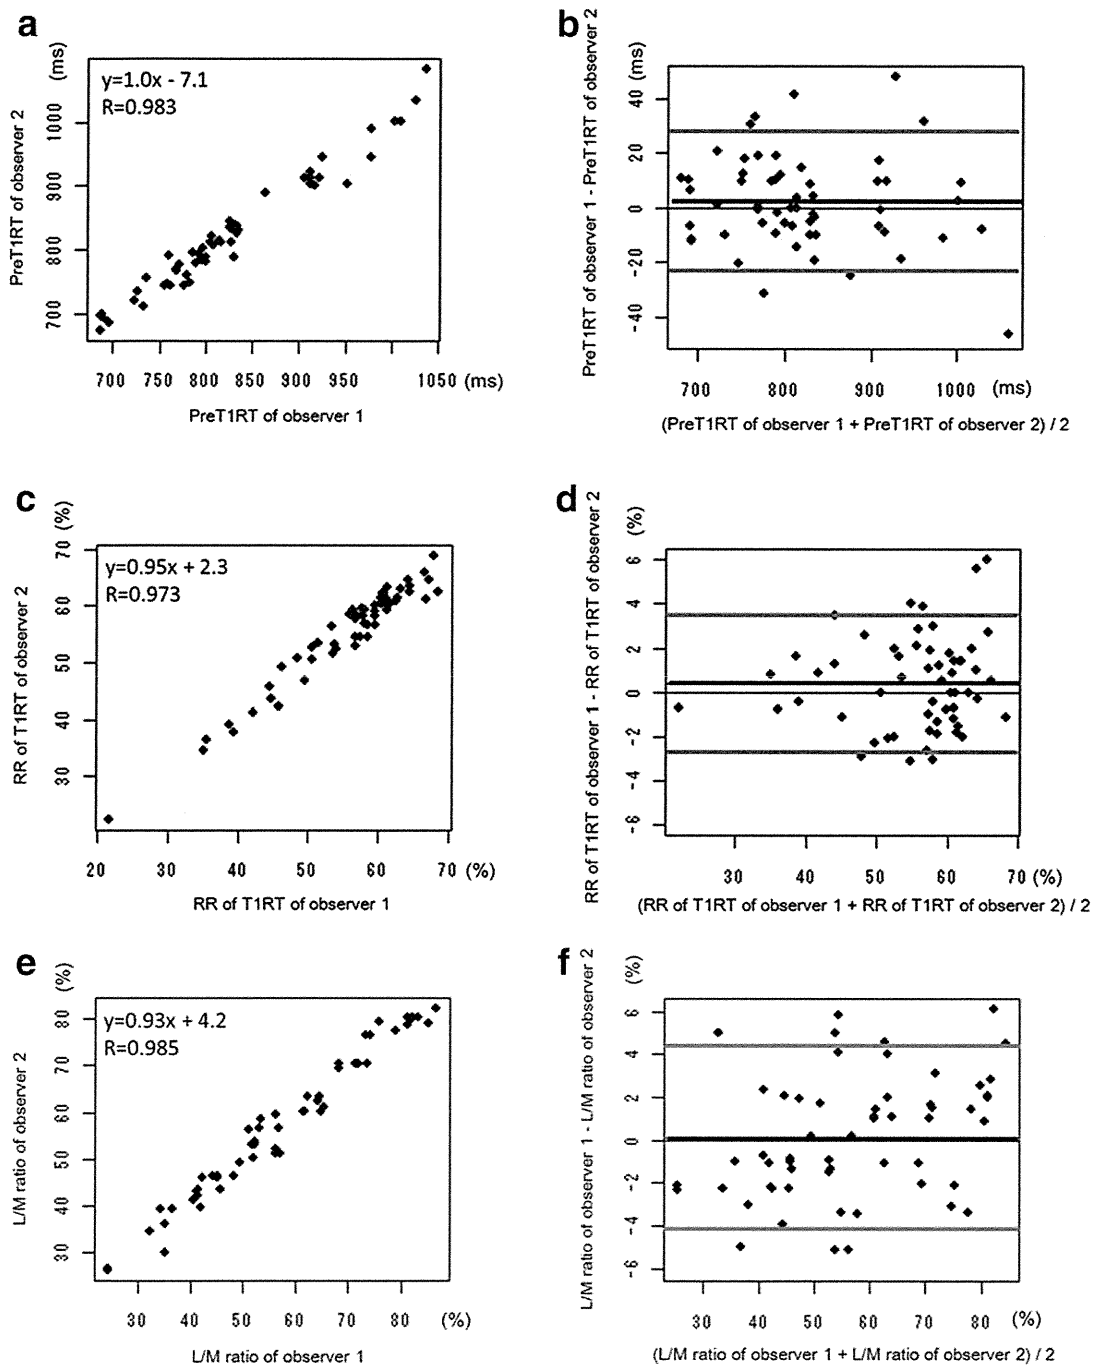 a
(ms)
PreT1RT of observer 2
y=1.0x - 7.1
R=0.983
1000
900
800
700
700 750 800 850 900 950 1050 (ms)
PreT1RT of observer 1
b
(ms)
PreT1RT of observer 1 - PreT1RT of observer 2
40
20
0
-20
-40
700 800 900 1000 (ms)
(PreT1RT of observer 1 + PreT1RT of observer 2) / 2
c
(%)
RR of T1RT of observer 2
y=0.95x + 2.3
R=0.973
70
60
50
40
30
20 30 40 50 60 70 (%)
RR of T1RT of observer 1
d
(%)
RR of T1RT of observer 1 - RR of T1RT of observer 2
6
4
2
0
-2
-4
-6
30 40 50 60 70 (%)
(RR of T1RT of observer 1 + RR of T1RT of observer 2) / 2
e
(%)
L/M ratio of observer 2
y=0.93x + 4.2
R=0.985
80
70
60
50
40
30
30 40 50 60 70 80 (%)
L/M ratio of observer 1
f
(%)
L/M ratio of observer 1 - L/M ratio of observer 2
6
4
2
0
-2
-4
-6
30 40 50 60 70 80 (%)
(L/M ratio of observer 1 + L/M ratio of observer 2) / 2